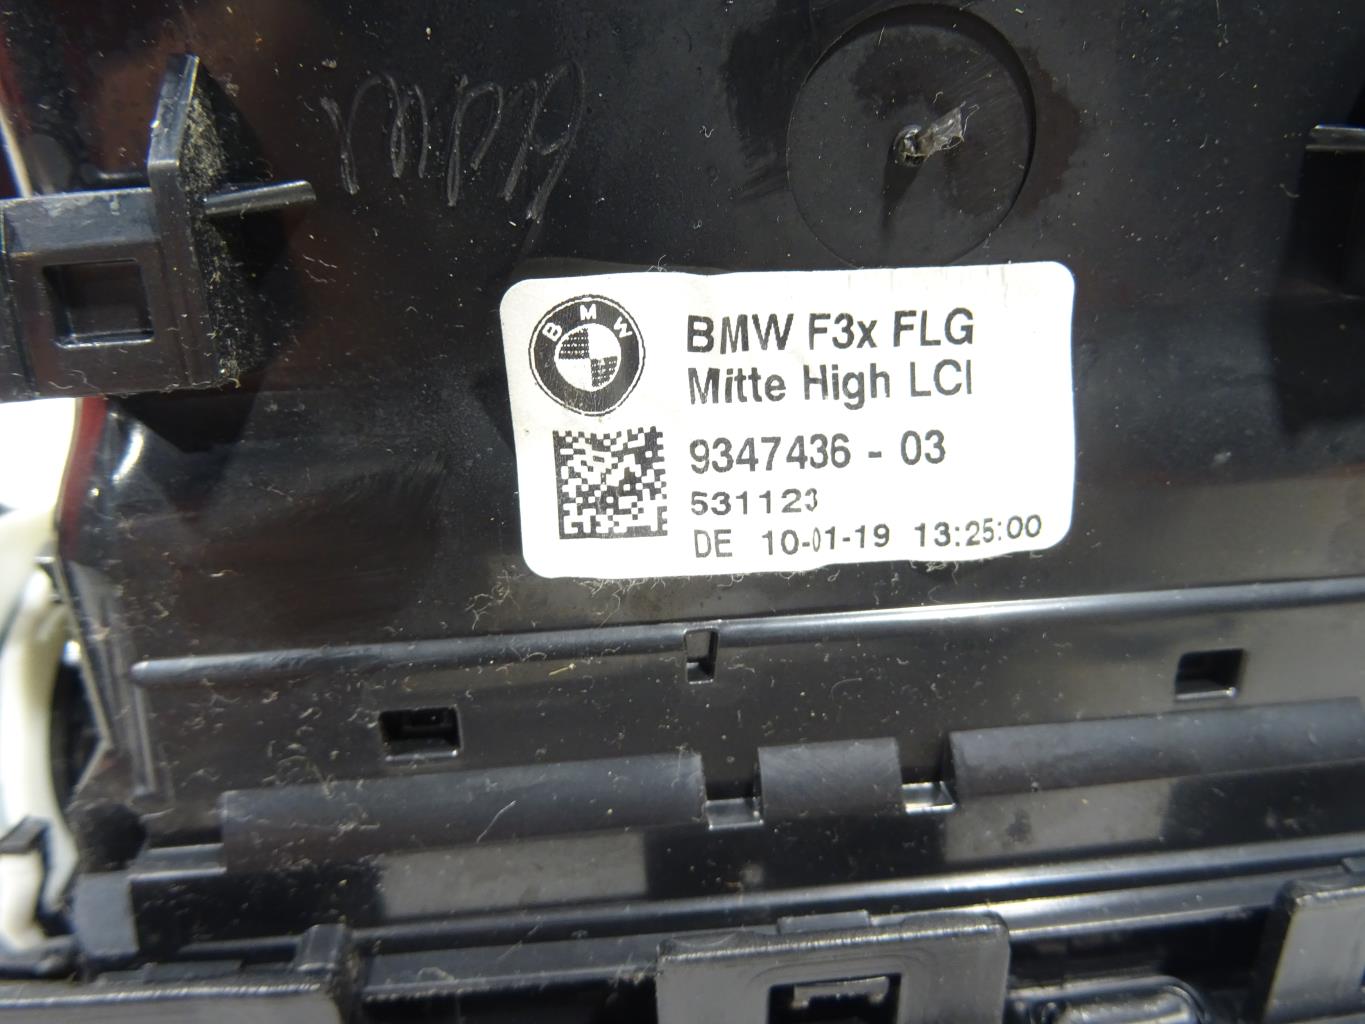 BMW
BMW F3x FLG
Mitte High LCI
9347436 - 03
531123
DE 10-01-19 13:25:00